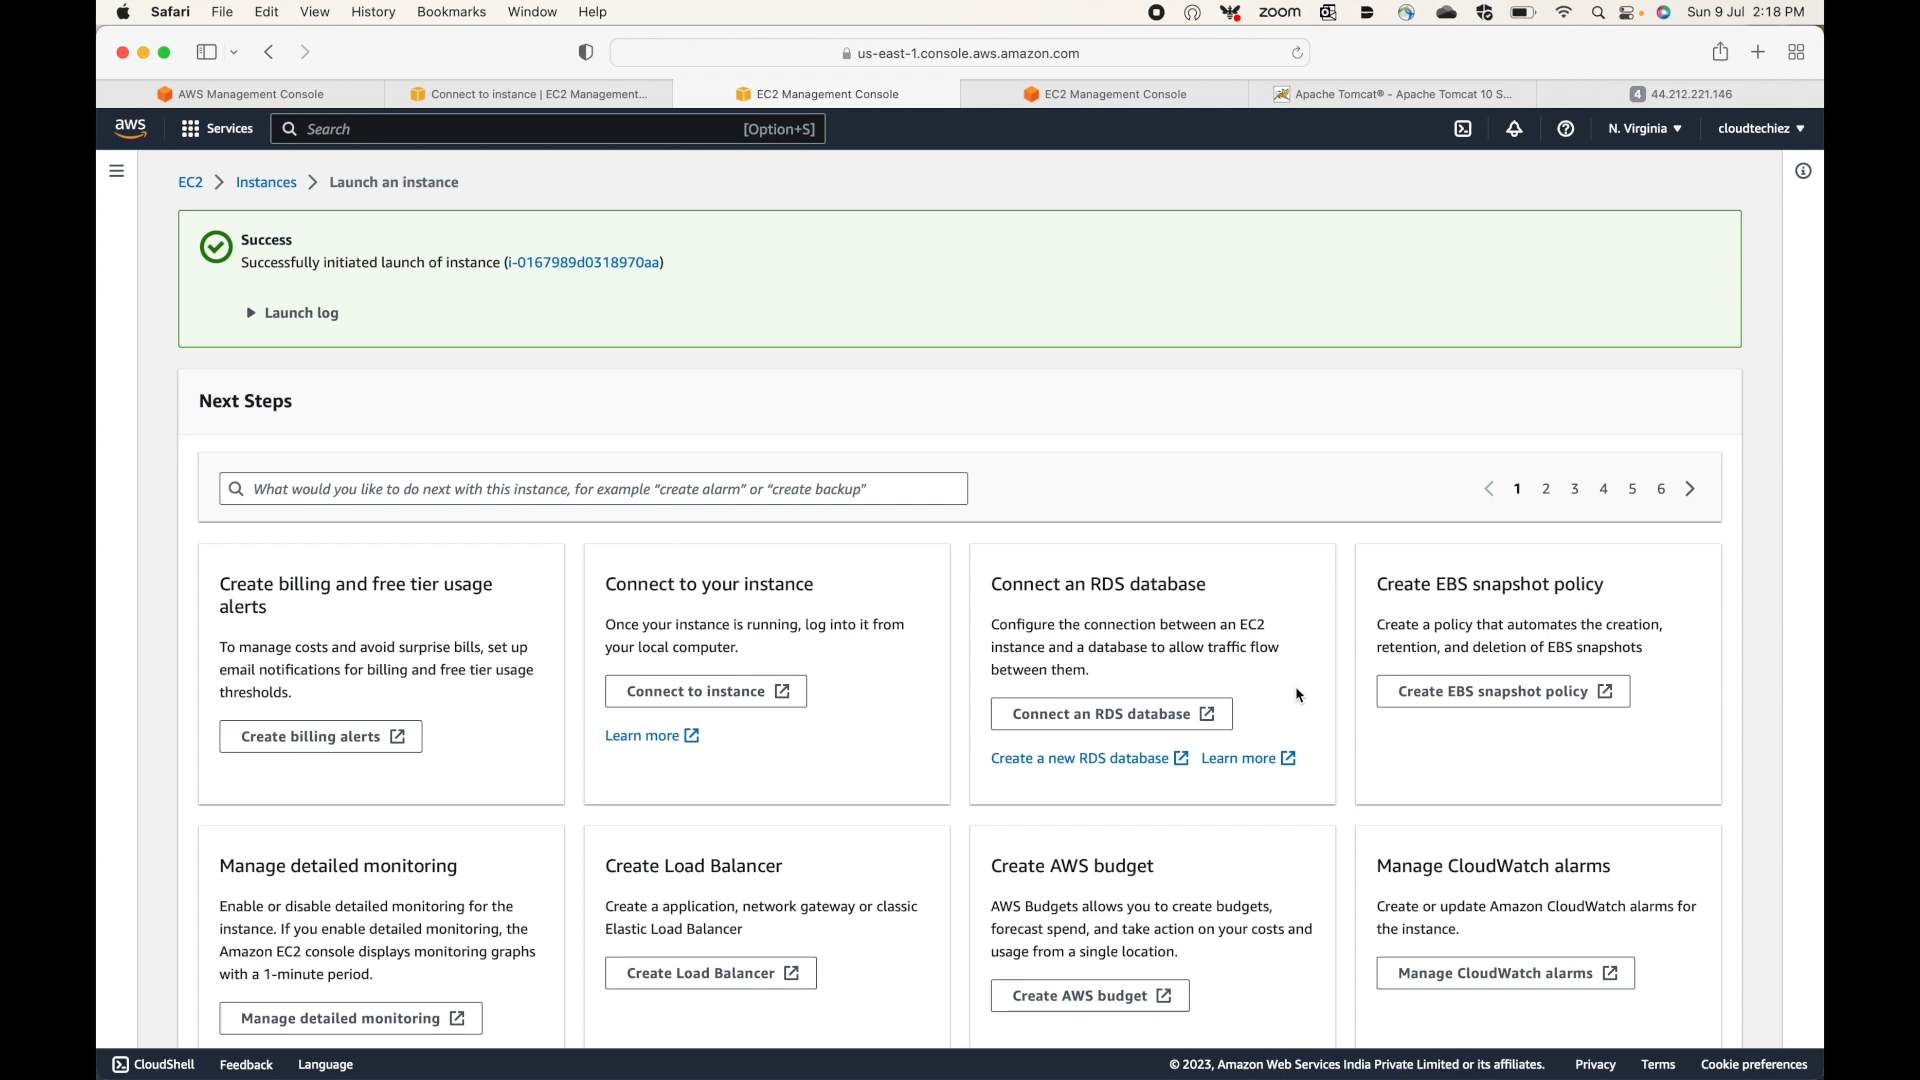 Safari File Edit View History Bookmarks Window Help zoom Sun 9 Jul 2:18 PM
us-east-1.console.aws.amazon.com
AWS Management Console Connect to instance | EC2 Management... EC2 Management Console EC2 Management Console Apache Tomcat® - Apache Tomcat 10 S... 4 44.212.221.146
aws Services Search [Option+S] N. Virginia cloudtechiez
EC2 Instances Launch an instance
Success
Successfully initiated launch of instance (i-0167989d0318970aa)
Launch log
Next Steps
What would you like to do next with this instance, for example "create alarm" or "create backup"
1 2 3 4 5 6
Create billing and free tier usage
alerts
To manage costs and avoid surprise bills, set up
email notifications for billing and free tier usage
thresholds.
Create billing alerts
Connect to your instance
Once your instance is running, log into it from
your local computer.
Connect to instance
Learn more
Connect an RDS database
Configure the connection between an EC2
instance and a database to allow traffic flow
between them.
Connect an RDS database
Create a new RDS database Learn more
Create EBS snapshot policy
Create a policy that automates the creation,
retention, and deletion of EBS snapshots
Create EBS snapshot policy
Manage detailed monitoring
Enable or disable detailed monitoring for the
instance. If you enable detailed monitoring, the
Amazon EC2 console displays monitoring graphs
with a 1-minute period.
Manage detailed monitoring
Create Load Balancer
Create a application, network gateway or classic
Elastic Load Balancer
Create Load Balancer
Create AWS budget
AWS Budgets allows you to create budgets,
forecast spend, and take action on your costs and
usage from a single location.
Create AWS budget
Manage CloudWatch alarms
Create or update Amazon CloudWatch alarms for
the instance.
Manage CloudWatch alarms
CloudShell Feedback Language © 2023, Amazon Web Services India Private Limited or its affiliates. Privacy Terms Cookie preferences